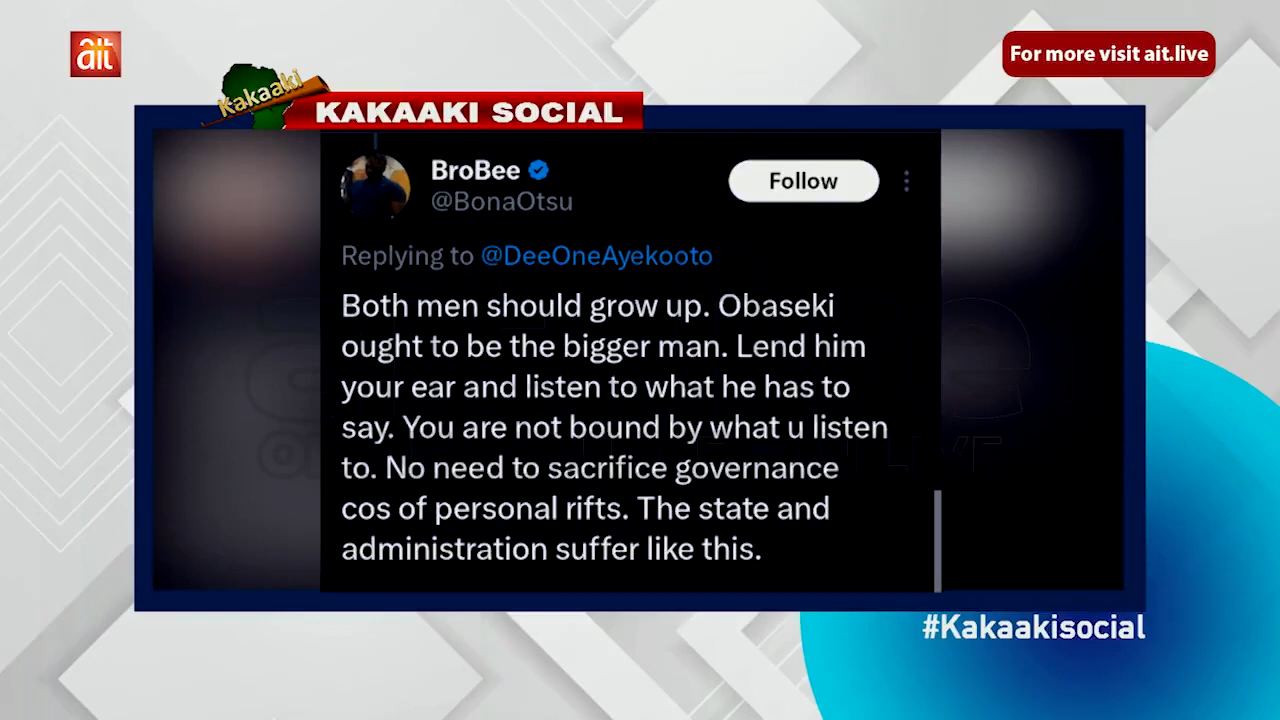 ait
For more visit ait.live
Kakaaki
KAKAAKI SOCIAL
BroBee
@BonaOtsu
Follow
Replying to @DeeOneAyekooto
Both men should grow up. Obaseki
ought to be the bigger man. Lend him
your ear and listen to what he has to
say. You are not bound by what u listen
to. No need to sacrifice governance
cos of personal rifts. The state and
administration suffer like this.
#Kakaakisocial